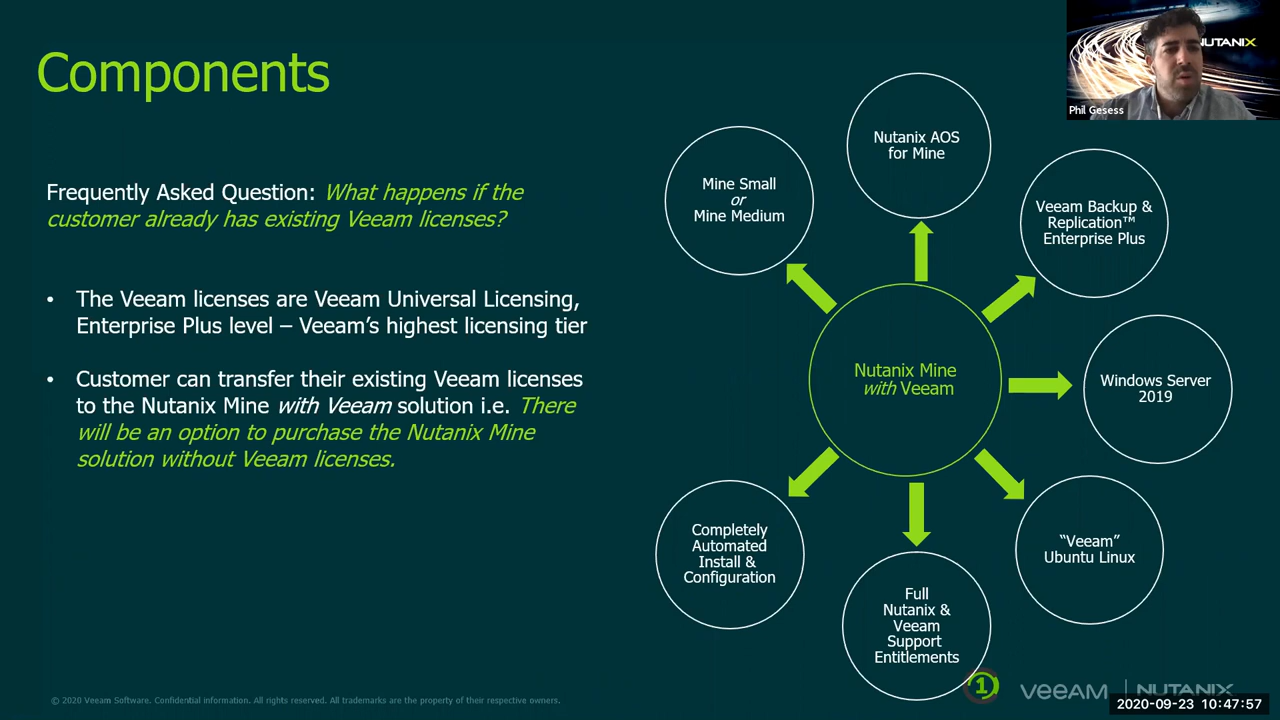 Components
Frequently Asked Question: What happens if the
customer already has existing Veeam licenses?
• The Veeam licenses are Veeam Universal Licensing,
Enterprise Plus level – Veeam's highest licensing tier
• Customer can transfer their existing Veeam licenses
to the Nutanix Mine with Veeam solution i.e. There
will be an option to purchase the Nutanix Mine
solution without Veeam licenses.
Mine Small
or
Mine Medium
Nutanix AOS
for Mine
Veeam Backup &
Replication™
Enterprise Plus
Nutanix Mine
with Veeam
Windows Server
2019
"Veeam"
Ubuntu Linux
Full
Nutanix &
Veeam
Support
Entitlements
Completely
Automated
Install &
Configuration
NUTANIX
Phil Gesess
© 2020 Veeam Software. Confidential information. All rights reserved. All trademarks are the property of their respective owners.
1
VEEAM | NUTANIX
2020-09-23 10:47:57